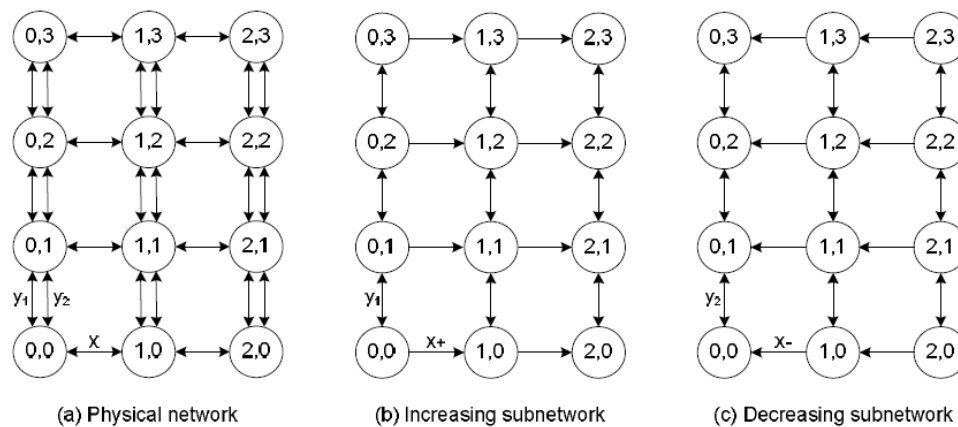 0,3 1,3 2,3 0,3 1,3 2,3 0,3 1,3 2,3
0,2 1,2 2,2 0,2 1,2 2,2 0,2 1,2 2,2
0,1 1,1 2,1 0,1 1,1 2,1 0,1 1,1 2,1
y₁ y₂ y₁ y₂
x x+ x-
0,0 1,0 2,0 0,0 1,0 2,0 0,0 1,0 2,0
(a) Physical network (b) Increasing subnetwork (c) Decreasing subnetwork